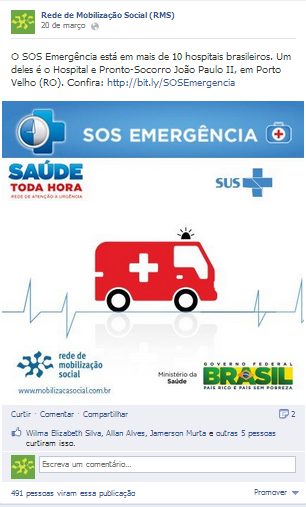 Rede de Mobilização Social (RMS)
20 de março
O SOS Emergência está em mais de 10 hospitais brasileiros. Um
deles é o Hospital e Pronto-Socorro João Paulo II, em Porto
Velho (RO). Confira: http://bit.ly/SOSEmergencia
SOS EMERGÊNCIA
SAÚDE
TODA HORA
REDE DE ATENÇÃO A URGÊNCIA
SUS
rede de
mobilização
social
www.mobilizacaosocial.com.br
Ministério da
Saúde
GOVERNO FEDERAL
BRASIL
PAÍS RICO É PAÍS SEM POBREZA
Curtir · Comentar · Compartilhar
2
Wilma Elizabeth Silva, Allan Alves, Jamerson Murta e outras 5 pessoas
curtiram isso.
Escreva um comentário...
491 pessoas viram essa publicação
Promover